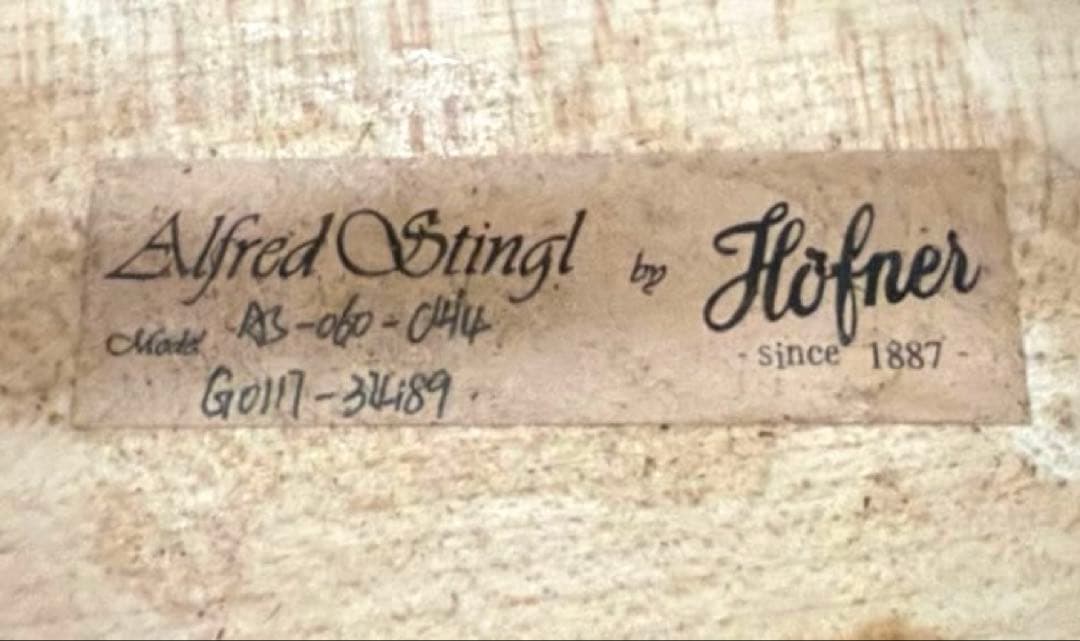 Alfred Stingl by Höfner
- since 1887 -
Model AS-060-C4/4
G0117-34189